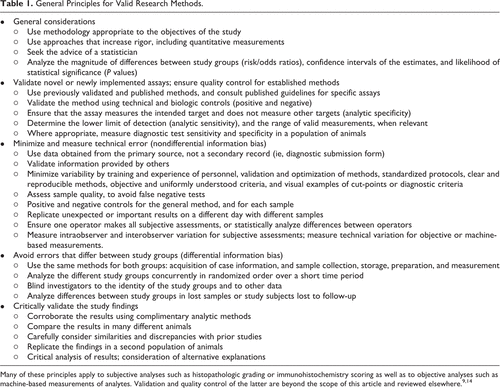 Table 1. General Principles for Valid Research Methods.
● General considerations
○ Use methodology appropriate to the objectives of the study
○ Use approaches that increase rigor, including quantitative measurements
○ Seek the advice of a statistician
○ Analyze the magnitude of differences between study groups (risk/odds ratios), confidence intervals of the estimates, and likelihood of
statistical significance (P values)
● Validate novel or newly implemented assays; ensure quality control for established methods
○ Use previously validated and published methods, and consult published guidelines for specific assays
○ Validate the method using technical and biologic controls (positive and negative)
○ Ensure that the assay measures the intended target and does not measure other targets (analytic specificity)
○ Determine the lower limit of detection (analytic sensitivity), and the range of valid measurements, when relevant
○ Where appropriate, measure diagnostic test sensitivity and specificity in a population of animals
● Minimize and measure technical error (nondifferential information bias)
○ Use data obtained from the primary source, not a secondary record (ie, diagnostic submission form)
○ Validate information provided by others
○ Minimize variability by training and experience of personnel, validation and optimization of methods, standardized protocols, clear and
reproducible methods, objective and uniformly understood criteria, and visual examples of cut-points or diagnostic criteria
○ Assess sample quality, to avoid false negative tests
○ Positive and negative controls for the general method, and for each sample
○ Replicate unexpected or important results on a different day with different samples
○ Ensure one operator makes all subjective assessments, or statistically analyze differences between operators
○ Measure intraobserver and interobserver variation for subjective assessments; measure technical variation for objective or machine-
based measurements.
● Avoid errors that differ between study groups (differential information bias)
○ Use the same methods for both groups: acquisition of case information, and sample collection, storage, preparation, and measurement
○ Analyze the different study groups concurrently in randomized order over a short time period
○ Blind investigators to the identity of the study groups and to other data
○ Analyze differences between study groups in lost samples or study subjects lost to follow-up
● Critically validate the study findings
○ Corroborate the results using complimentary analytic methods
○ Compare the results in many different animals
○ Carefully consider similarities and discrepancies with prior studies
○ Replicate the findings in a second population of animals
○ Critical analysis of results; consideration of alternative explanations
Many of these principles apply to subjective analyses such as histopathologic grading or immunohistochemistry scoring as well as to objective analyses such as
machine-based measurements of analytes. Validation and quality control of the latter are beyond the scope of this article and reviewed elsewhere.9,14